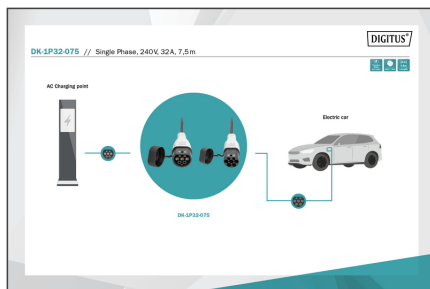 DIGITUS®
DK-1P32-075 // Single Phase, 240V, 32A, 7,5m
AC Charging point
Electric car
DK-1P32-075